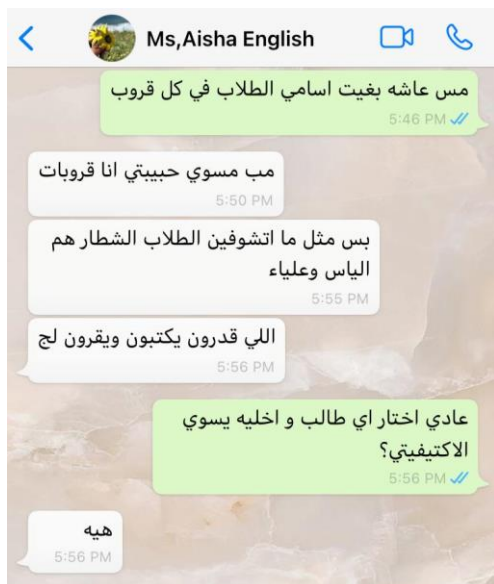 Ms,Aisha English
مس عاشه بغيت اسامي الطلاب في كل قروب
5:46 PM
مب مسوي حبيبتي انا قروبات
5:50 PM
بس مثل ما اتشوفين الطلاب الشطار هم
الياس وعلياء
5:55 PM
اللي قدرون يكتبون ويقرون لج
5:56 PM
عادي اختار اي طالب و اخليه يسوي
الاكتيفيتي؟
5:56 PM
هيه
5:56 PM